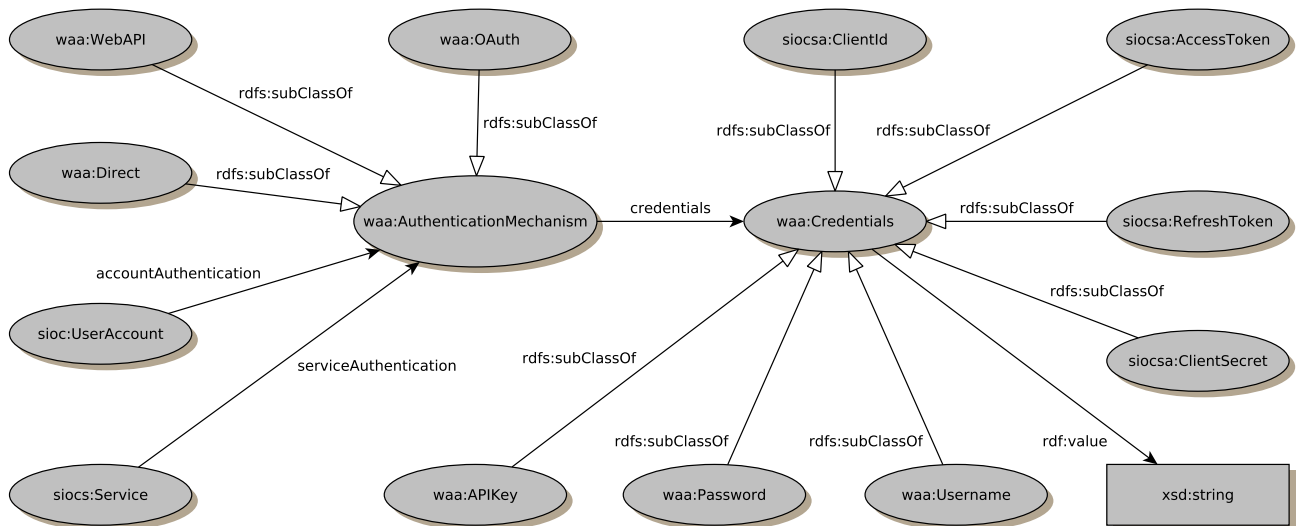 waa:WebAPI
waa:OAuth
siocsa:ClientId
siocsa:AccessToken
rdfs:subClassOf
rdfs:subClassOf
rdfs:subClassOf
rdfs:subClassOf
waa:Direct
rdfs:subClassOf
waa:AuthenticationMechanism
credentials
waa:Credentials
rdfs:subClassOf
siocsa:RefreshToken
accountAuthentication
rdfs:subClassOf
sioc:UserAccount
serviceAuthentication
rdfs:subClassOf
siocsa:ClientSecret
rdfs:subClassOf
rdfs:subClassOf
rdf:value
siocs:Service
waa:APIKey
waa:Password
waa:Username
xsd:string